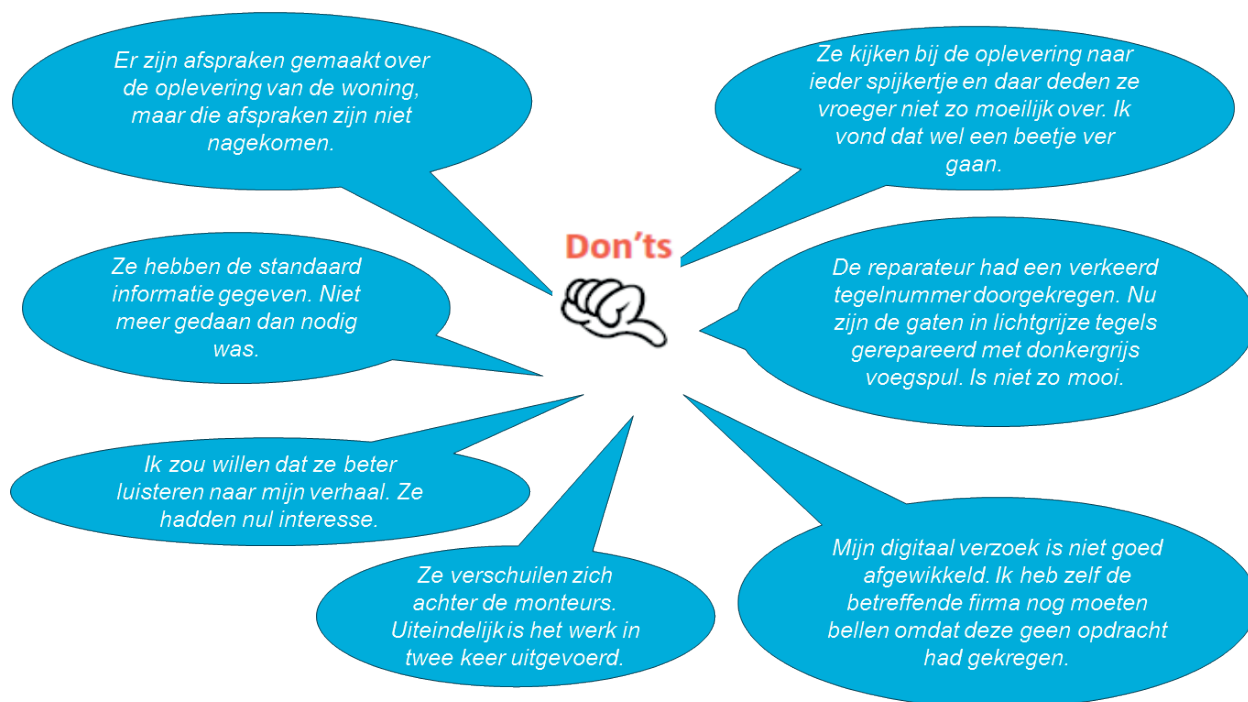 Er zijn afspraken gemaakt over
de oplevering van de woning,
maar die afspraken zijn niet
nagekomen.
Ze kijken bij de oplevering naar
ieder spijkertje en daar deden ze
vroeger niet zo moeilijk over. Ik
vond dat wel een beetje ver
gaan.
Don'ts
Ze hebben de standaard
informatie gegeven. Niet
meer gedaan dan nodig
was.
De reparateur had een verkeerd
tegelnummer doorgekregen. Nu
zijn de gaten in lichtgrijze tegels
gerepareerd met donkergrijs
voegspul. Is niet zo mooi.
Ik zou willen dat ze beter
luisteren naar mijn verhaal. Ze
hadden nul interesse.
Ze verschuilen zich
achter de monteurs.
Uiteindelijk is het werk in
twee keer uitgevoerd.
Mijn digitaal verzoek is niet goed
afgewikkeld. Ik heb zelf de
betreffende firma nog moeten
bellen omdat deze geen opdracht
had gekregen.